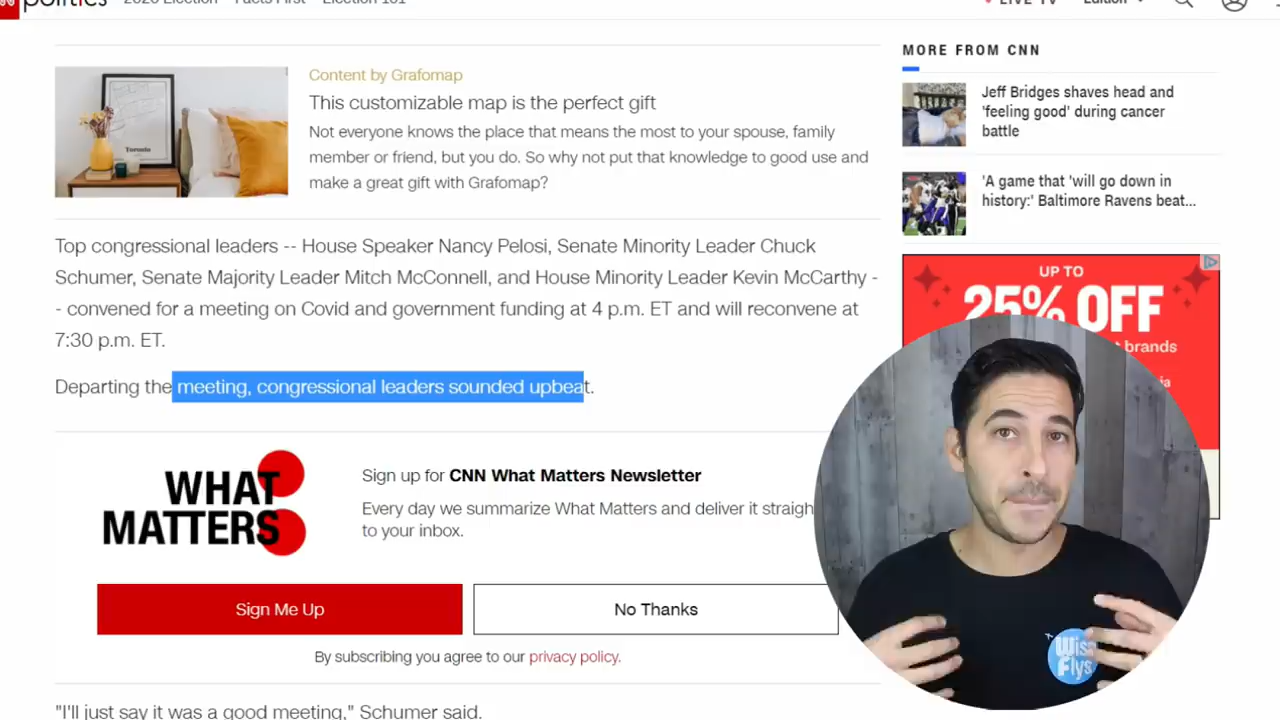 politics
2020 Election
Facts First
Election 101
LIVE TV
Edition
Content by Grafomap
This customizable map is the perfect gift
Not everyone knows the place that means the most to your spouse, family
member or friend, but you do. So why not put that knowledge to good use and
make a great gift with Grafomap?
Toronto
Top congressional leaders -- House Speaker Nancy Pelosi, Senate Minority Leader Chuck
Schumer, Senate Majority Leader Mitch McConnell, and House Minority Leader Kevin McCarthy -
- convened for a meeting on Covid and government funding at 4 p.m. ET and will reconvene at
7:30 p.m. ET.
Departing the meeting, congressional leaders sounded upbeat.
WHAT
MATTERS
Sign up for CNN What Matters Newsletter
Every day we summarize What Matters and deliver it straigh
to your inbox.
Sign Me Up
No Thanks
By subscribing you agree to our privacy policy.
"I'll just say it was a good meeting," Schumer said.
MORE FROM CNN
Jeff Bridges shaves head and
'feeling good' during cancer
battle
'A game that 'will go down in
history:' Baltimore Ravens beat...
UP TO
25% OFF
brands
Flys